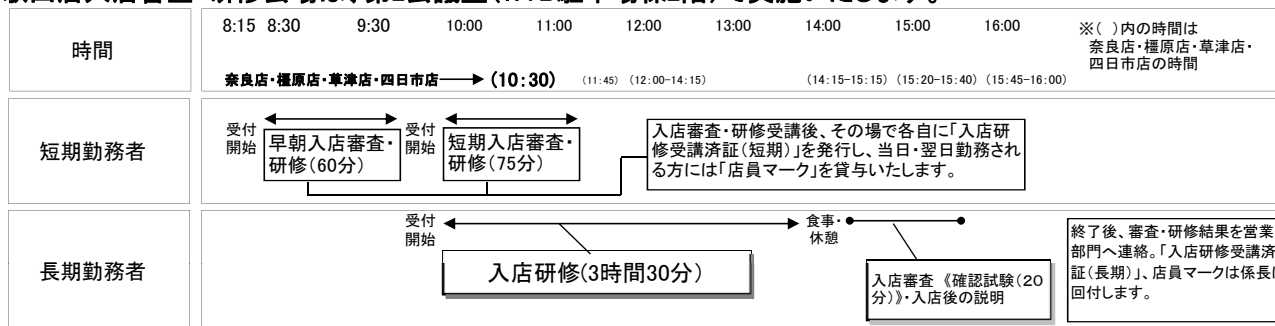 時間
8:15 8:30 9:30 10:00 11:00 12:00 13:00 14:00 15:00 16:00
※( )内の時間は
奈良店・橿原店・草津店・
四日市店の時間
奈良店・橿原店・草津店・四日市店 (10:30) (11:45) (12:00-14:15) (14:15-15:15) (15:20-15:40) (15:45-16:00)
短期勤務者
受付
開始
早朝入店審査・
研修(60分)
受付
開始
短期入店審査・
研修(75分)
入店審査・研修受講後、その場で各自に「入店研
修受講済証(短期)」を発行し、当日・翌日勤務され
る方には「店員マーク」を貸与いたします。
長期勤務者
受付
開始
入店研修(3時間30分)
食事・
休憩
入店審査 《確認試験(20
分)》・入店後の説明
終了後、審査・研修結果を営業
部門へ連絡。「入店研修受講済
証(長期)」、店員マークは係長
回付します。